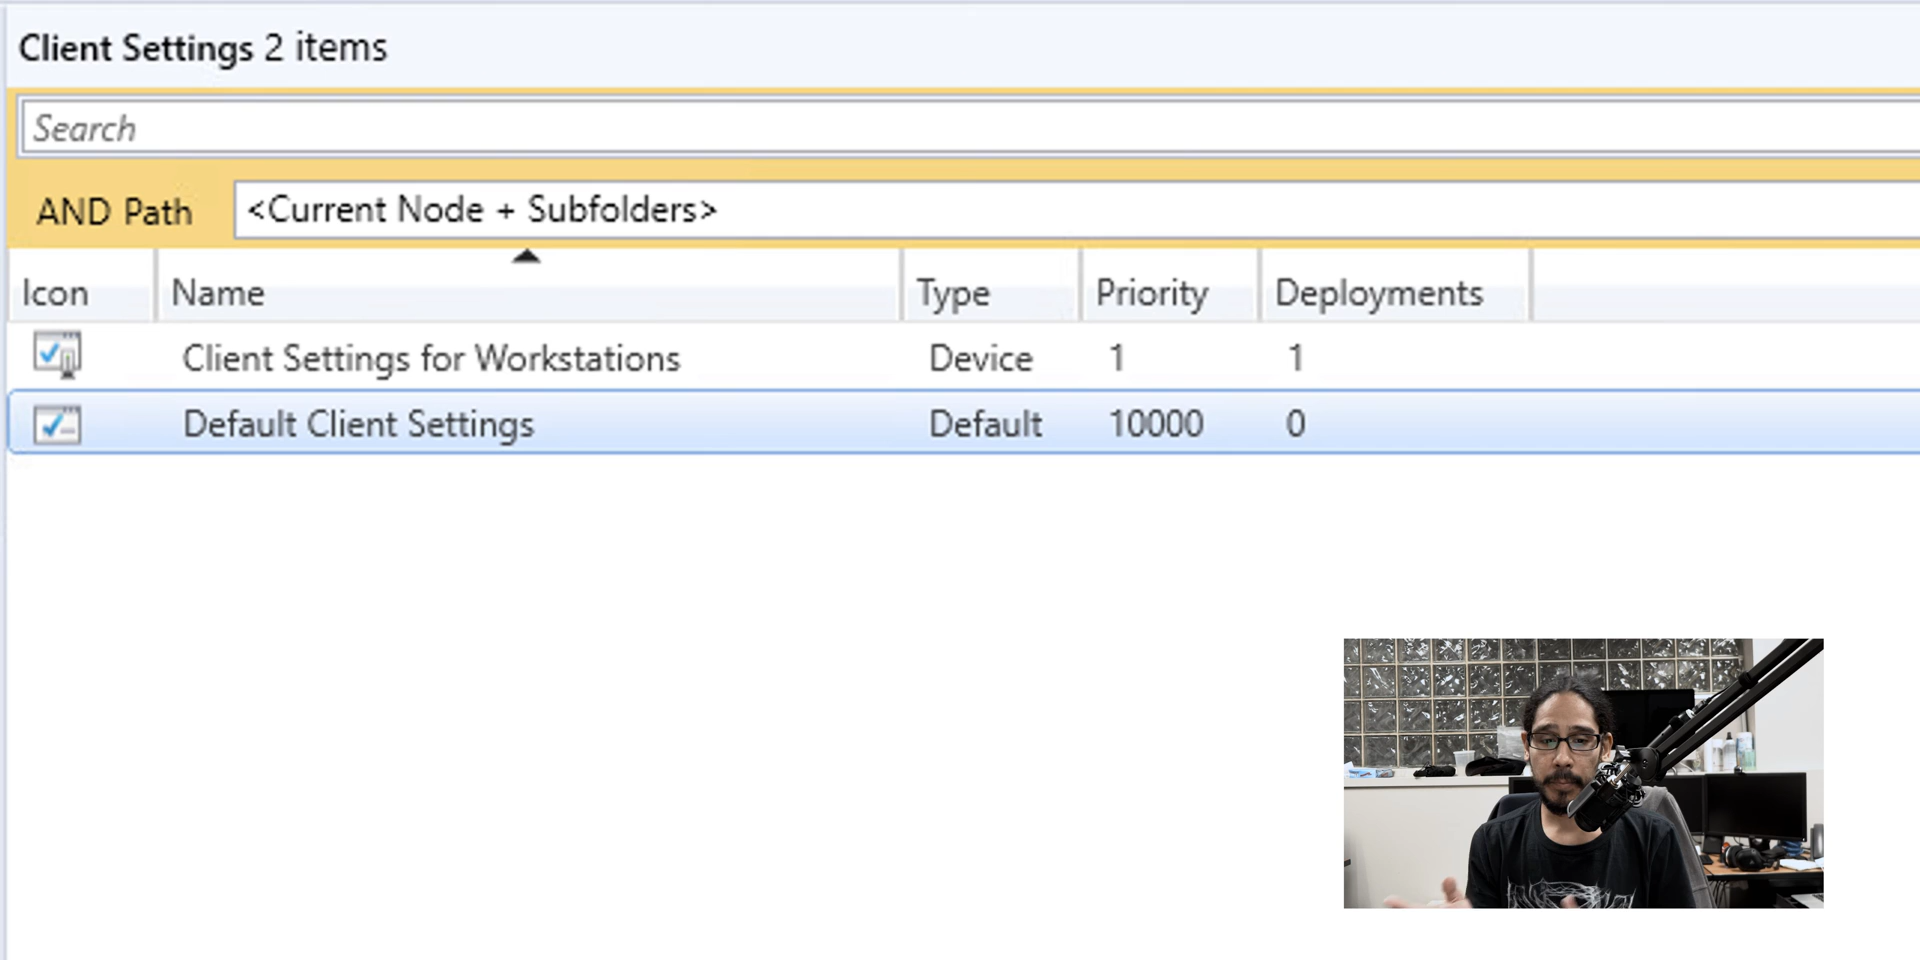 Client Settings 2 items
Search
AND Path <Current Node + Subfolders>
Icon Name Type Priority Deployments
Client Settings for Workstations Device 1 1
Default Client Settings Default 10000 0